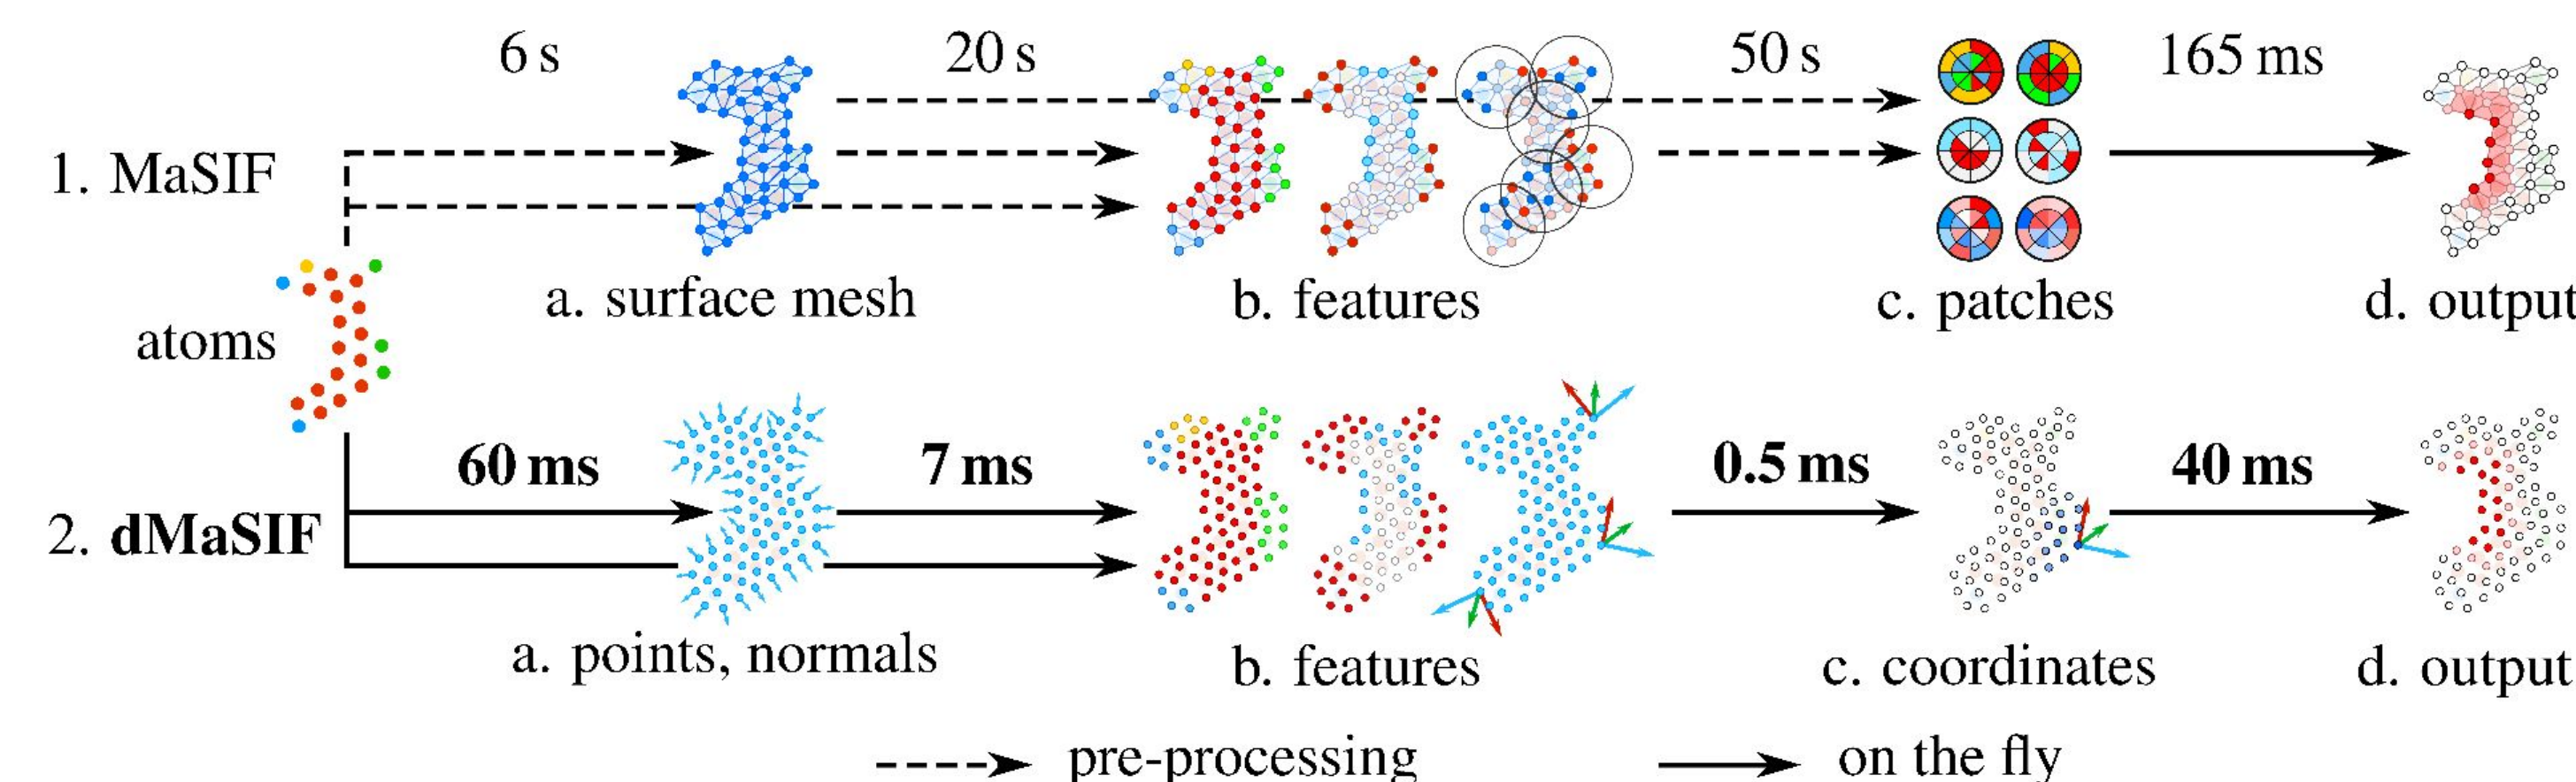 6 s 20 s 50 s 165 ms
1. MaSIF
a. surface mesh b. features c. patches d. output
atoms
60 ms 7 ms 0.5 ms 40 ms
2. dMaSIF
a. points, normals b. features c. coordinates d. output
pre-processing on the fly